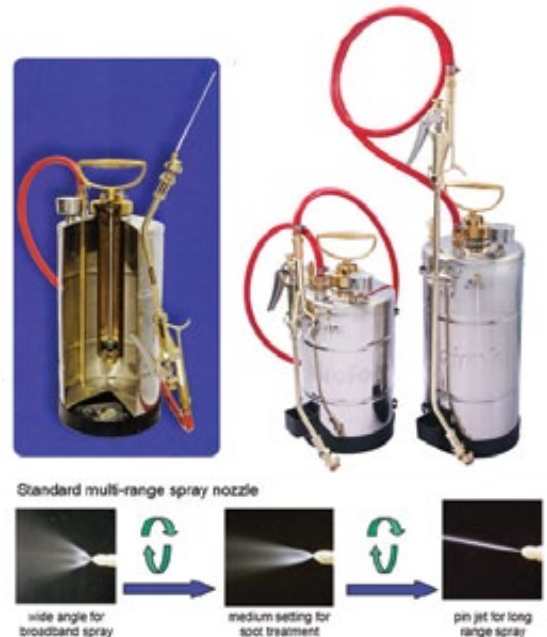 Standard multi-range spray nozzle
wide angle for
broadband spray
medium setting for
spot treatment
pin jet for long
range spray